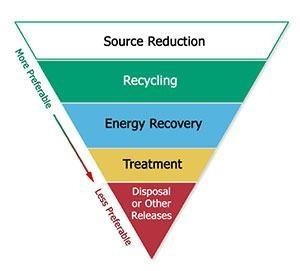 Source Reduction
Recycling
Energy Recovery
Treatment
Disposal
or Other
Releases
More Preferable
Less Preferable